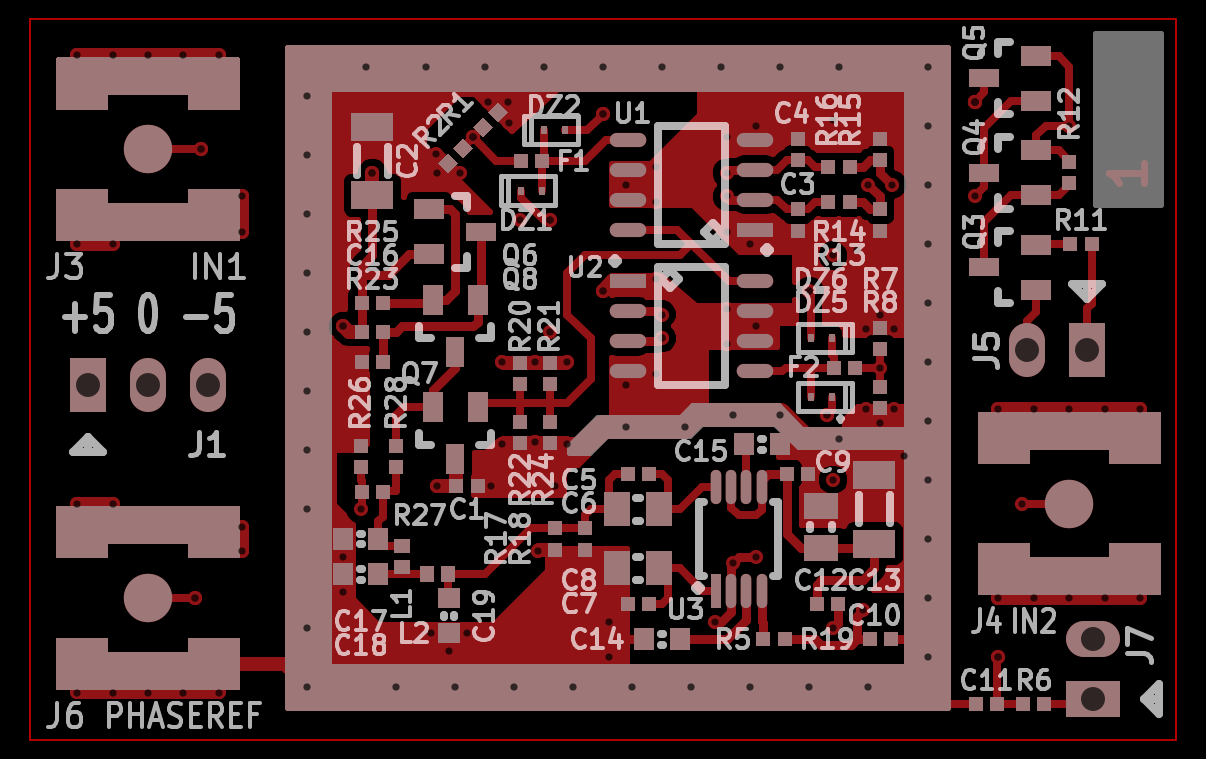 Q5
R2
R1
DZ2
U1
C4
R16
R15
R12
Q4
C2
F1
1
C3
DZ1
R25
C16
R23
Q6
Q8
U2
R14
R13
Q3
R11
J3
IN1
DZ6 R7
DZ5 R8
+5 0 -5
R20
R21
J5
Q7
F2
R26
R28
J1
C15
C9
R22
R24
C5
C6
R27
C1
R17
R18
C8
C7
U3
C12
C13
L1
C19
C17
C18
L2
C14
R5
R19
C10
J4 IN2
J7
C11 R6
J6 PHASEREF